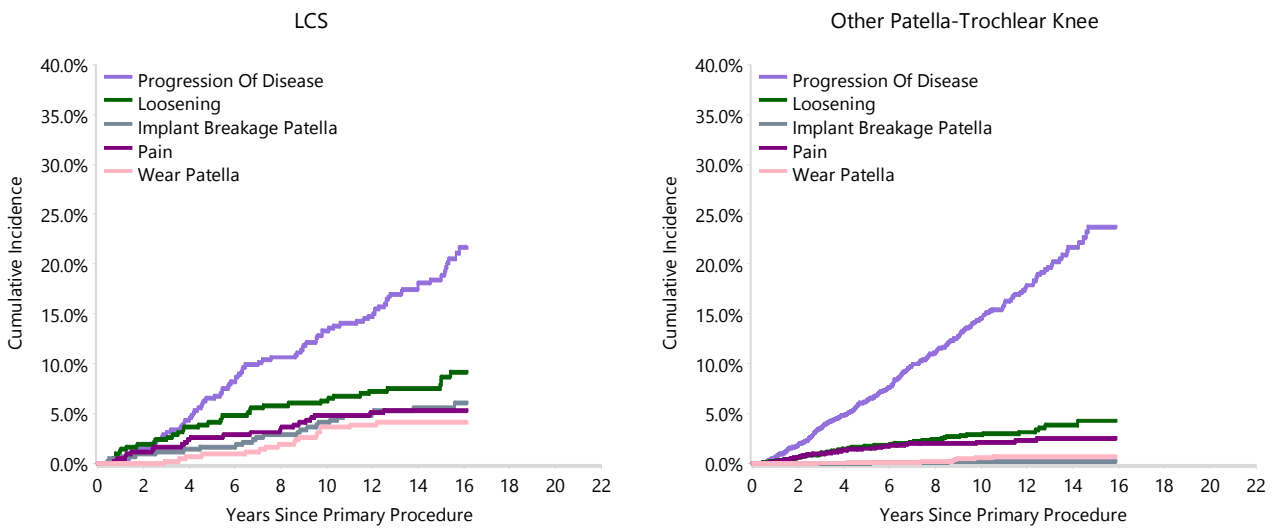 LCS
40.0%
35.0%
30.0%
25.0%
20.0%
15.0%
10.0%
5.0%
0.0%
Cumulative Incidence
Progression Of Disease
Loosening
Implant Breakage Patella
Pain
Wear Patella
0 2 4 6 8 10 12 14 16 18 20 22
Years Since Primary Procedure
Other Patella-Trochlear Knee
40.0%
35.0%
30.0%
25.0%
20.0%
15.0%
10.0%
5.0%
0.0%
Cumulative Incidence
Progression Of Disease
Loosening
Implant Breakage Patella
Pain
Wear Patella
0 2 4 6 8 10 12 14 16 18 20 22
Years Since Primary Procedure